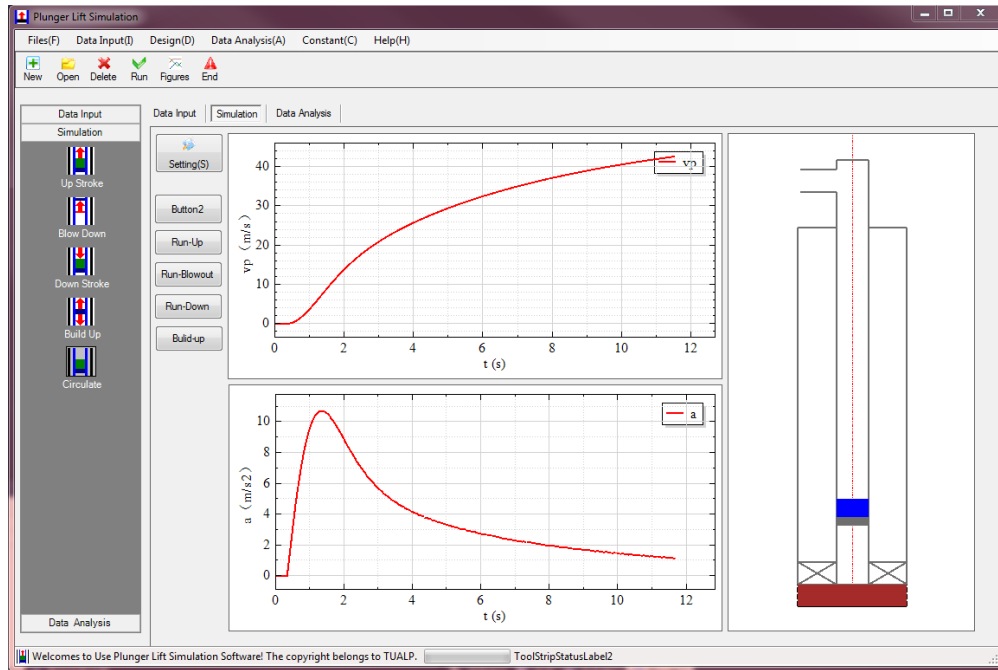 Plunger Lift Simulation
Files(F) Data Input(I) Design(D) Data Analysis(A) Constant(C) Help(H)
New Open Delete Run Figures End
Data Input
Simulation
Up Stroke
Blow Down
Down Stroke
Build Up
Circulate
Data Analysis
Data Input Simulation Data Analysis
Setting(S)
Button2
Run-Up
Run-Blowout
Run-Down
Bulid-up
vp
vp (m/s)
40
30
20
10
0
0 2 4 6 8 10 12
t (s)
a
a (m/s2)
10
8
6
4
2
0
0 2 4 6 8 10 12
t (s)
Welcomes to Use Plunger Lift Simulation Software! The copyright belongs to TUALP. ToolStripStatusLabel2